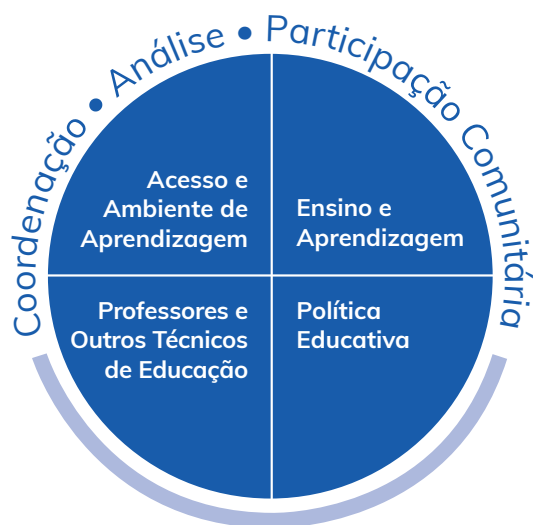 Coordenação • Análise • Participação Comunitária
Acesso e
Ambiente de
Aprendizagem
Ensino e
Aprendizagem
Professores e
Outros Técnicos
de Educação
Política
Educativa